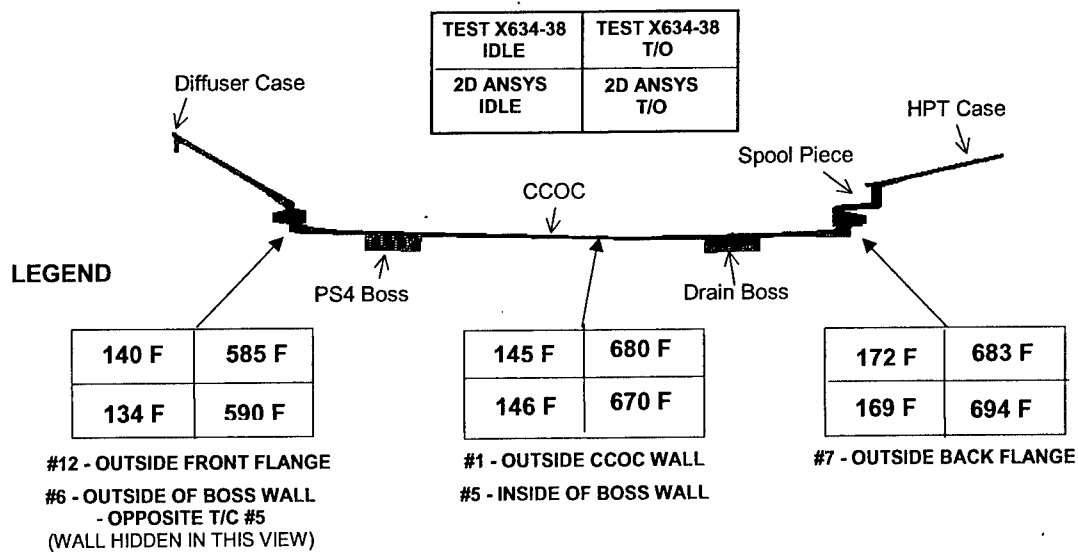 TEST X634-38 IDLE
TEST X634-38 T/O
2D ANSYS IDLE
2D ANSYS T/O
Diffuser Case
HPT Case
Spool Piece
CCOC
LEGEND
PS4 Boss
Drain Boss
140 F 585 F
134 F 590 F
145 F 680 F
146 F 670 F
172 F 683 F
169 F 694 F
#12 - OUTSIDE FRONT FLANGE
#6 - OUTSIDE OF BOSS WALL
- OPPOSITE T/C #5
(WALL HIDDEN IN THIS VIEW)
#1 - OUTSIDE CCOC WALL
#5 - INSIDE OF BOSS WALL
#7 - OUTSIDE BACK FLANGE